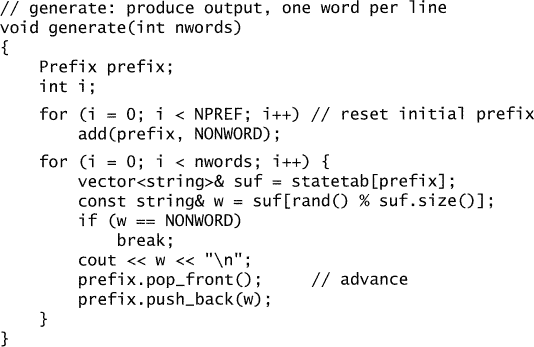 // generate: produce output, one word per line
void generate(int nwords)
{
    Prefix prefix;
    int i;
    for (i = 0; i < NPREF; i++) // reset initial prefix
        add(prefix, NONWORD);
    for (i = 0; i < nwords; i++) {
        vector<string>& suf = statetab[prefix];
        const string& w = suf[rand() % suf.size()];
        if (w == NONWORD)
            break;
        cout << w << "\n";
        prefix.pop_front();     // advance
        prefix.push_back(w);
    }
}